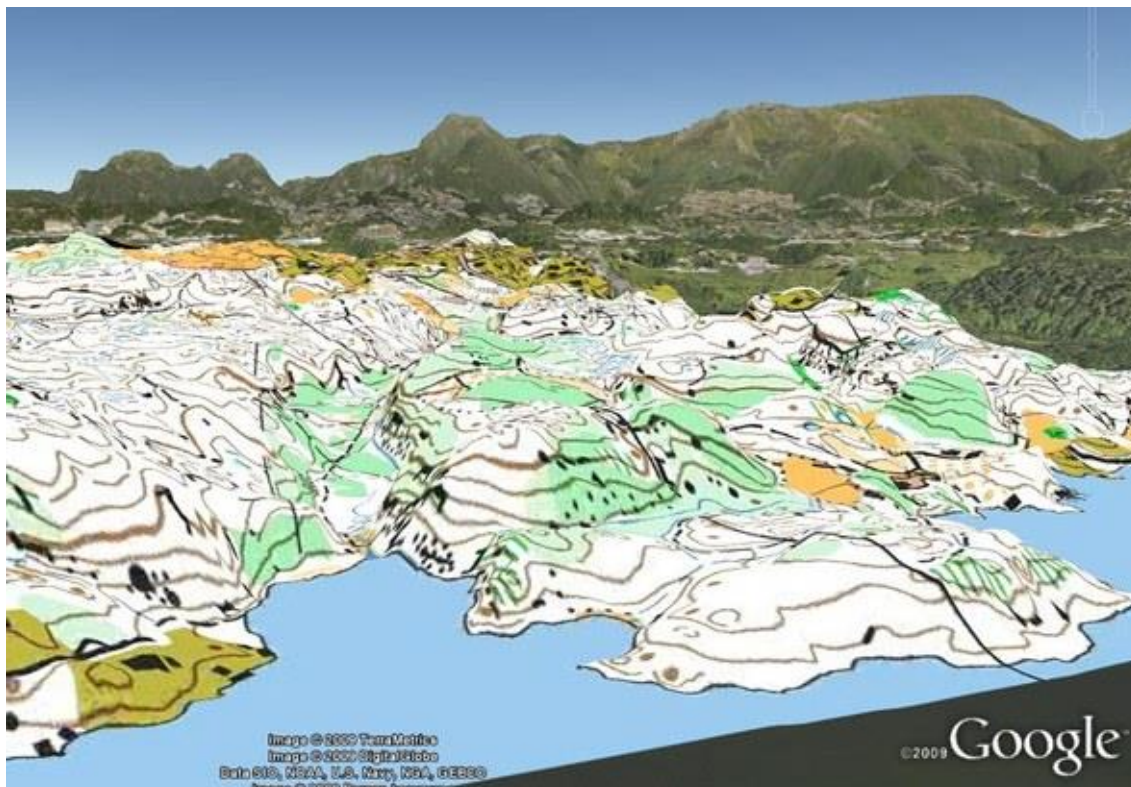 Image © 2009 TerraMetrics
Image © 2009 DigitalGlobe
Data SIO, NOAA, U.S. Navy, NGA, GEBCO
©2009 Google